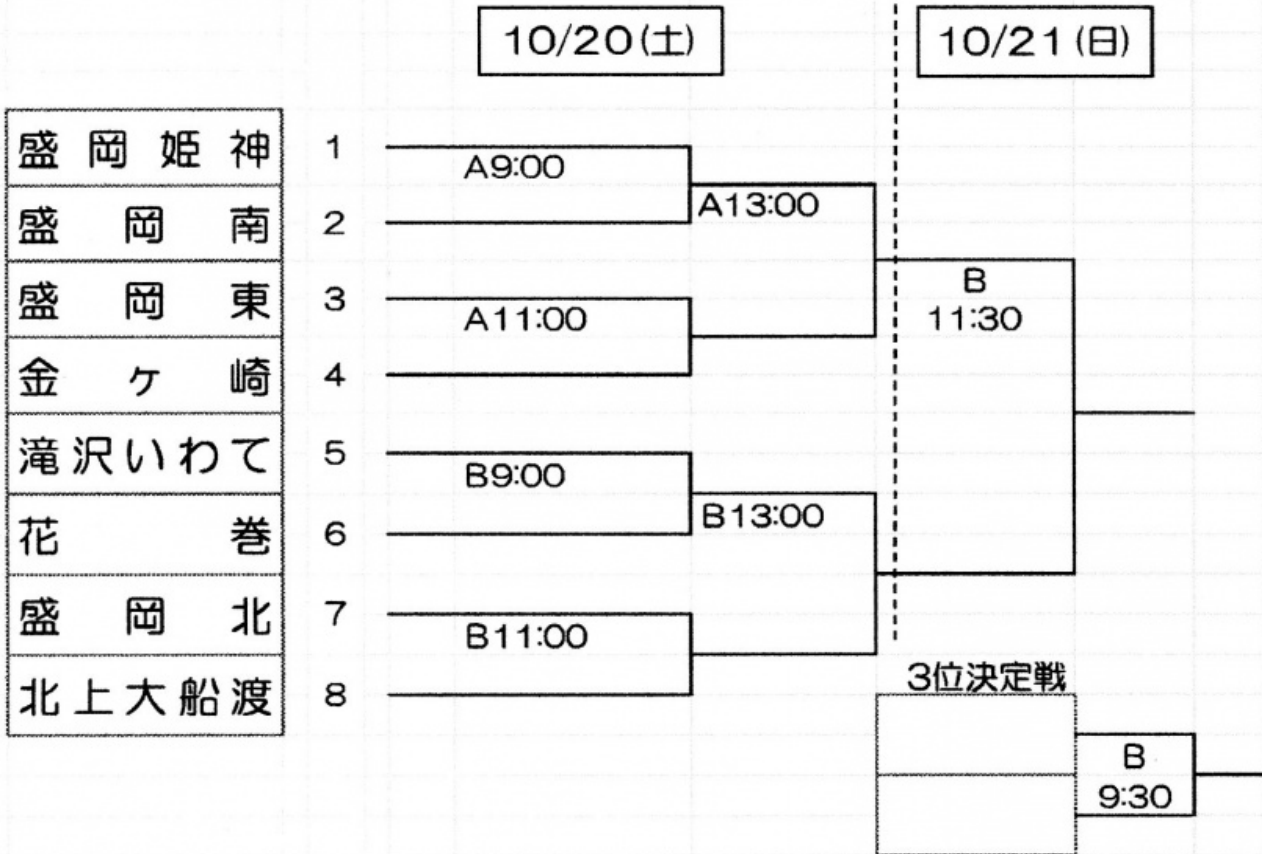 10/20(土)
10/21(日)
盛岡姫神 1
A9:00
A13:00
盛岡南 2
盛岡東 3
A11:00
B
11:30
金ヶ崎 4
滝沢いわて 5
B9:00
B13:00
花巻 6
盛岡北 7
B11:00
北上大船渡 8
3位決定戦
B
9:30